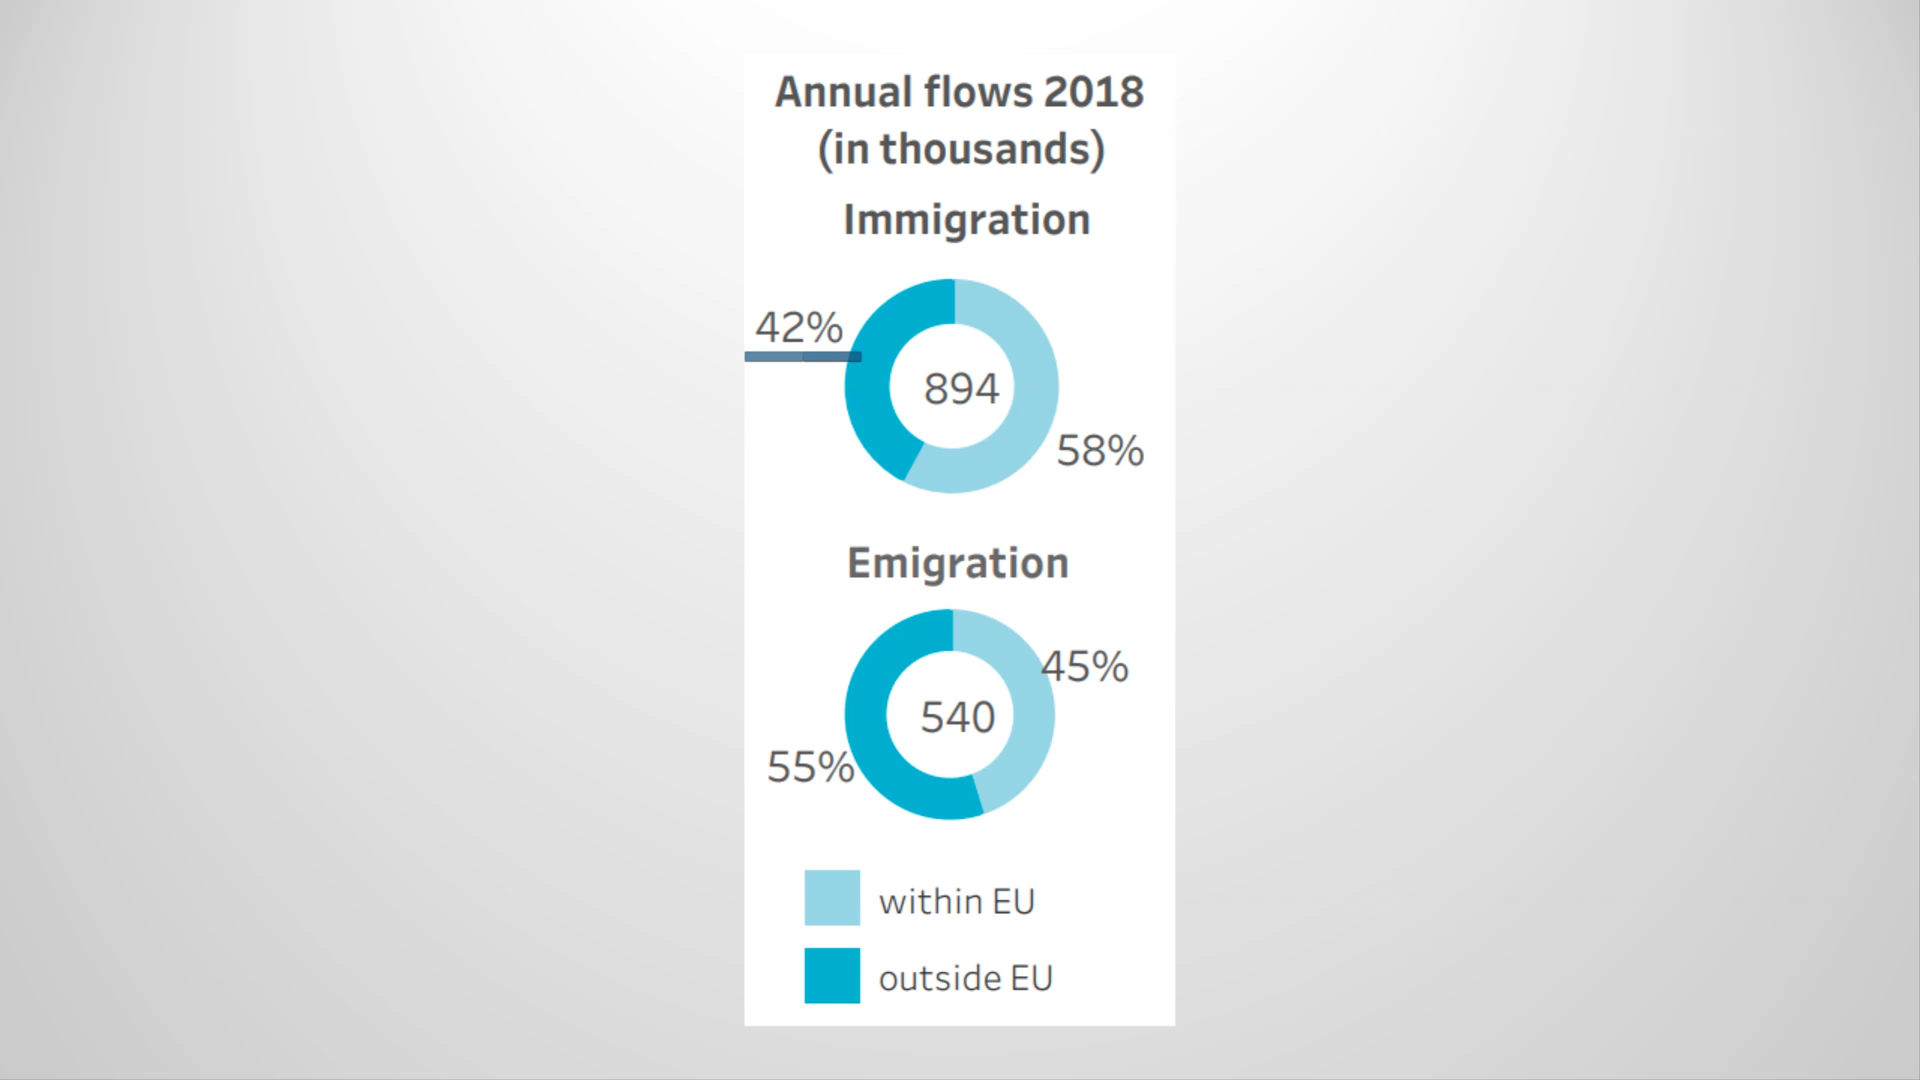 Annual flows 2018
(in thousands)
Immigration
42%
894
58%
Emigration
45%
540
55%
within EU
outside EU